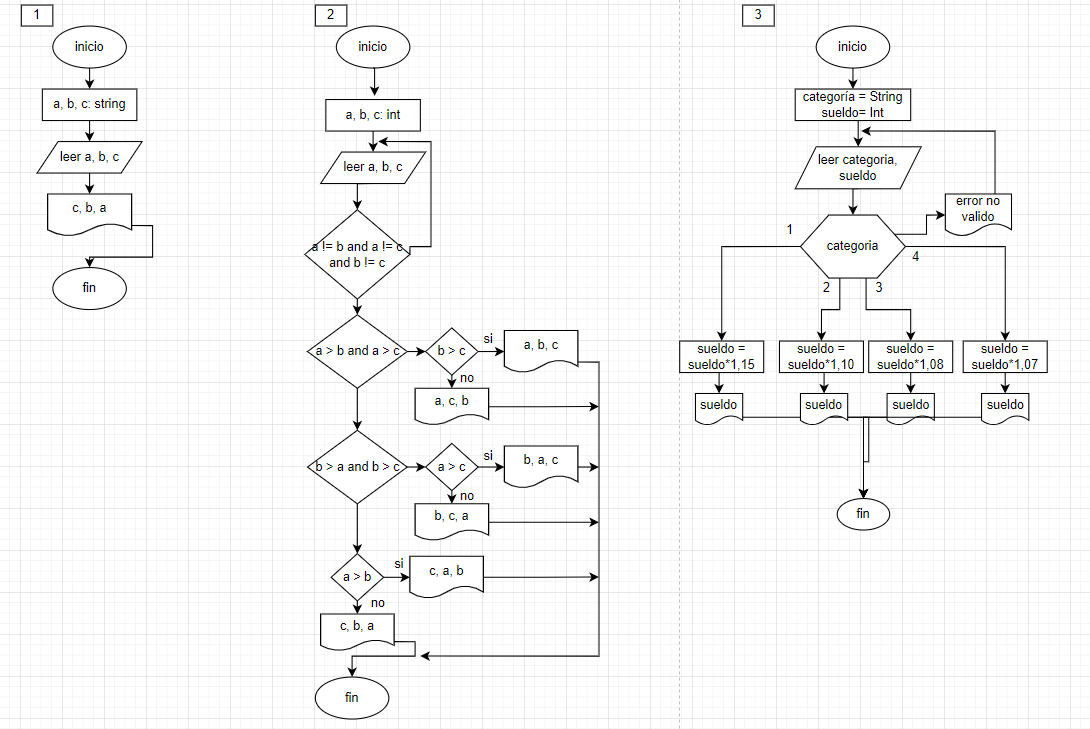 1
inicio
a, b, c: string
leer a, b, c
c, b, a
fin
2
inicio
a, b, c: int
leer a, b, c
a != b and a != c
and b != c
a > b and a > c
b > c
si
a, b, c
no
a, c, b
b > a and b > c
a > c
si
b, a, c
no
b, c, a
a > b
si
c, a, b
no
c, b, a
fin
3
inicio
categoría = String
sueldo= Int
leer categoria,
sueldo
error no
valido
categoria
1
2
3
4
sueldo =
sueldo*1,15
sueldo =
sueldo*1,10
sueldo =
sueldo*1,08
sueldo =
sueldo*1,07
sueldo
sueldo
sueldo
sueldo
fin